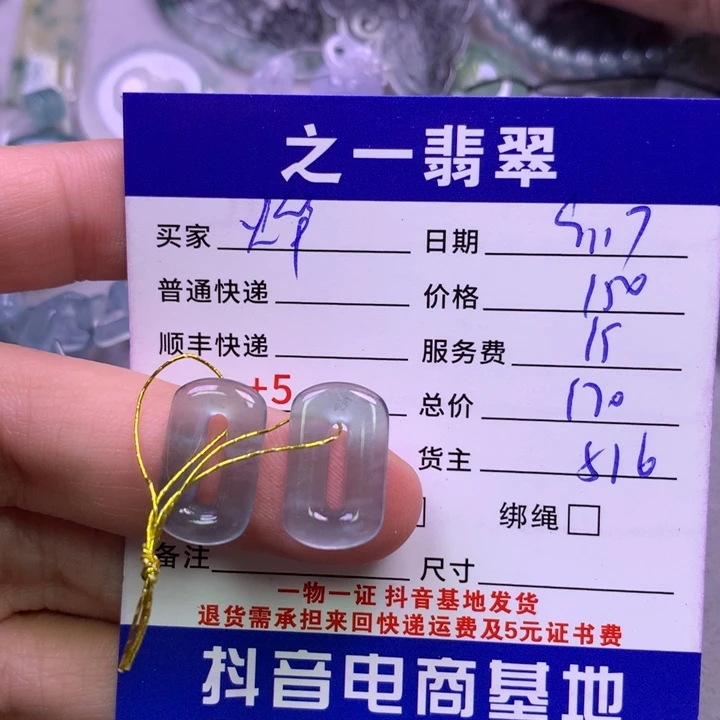 之一翡翠
买家 日期
普通快递 价格 150
顺丰快递 服务费 15
+5 总价 170
货主 816
绑绳
备注 尺寸
一物一证 抖音基地发货
退货需承担来回快递运费及5元证书费
抖音电商基地